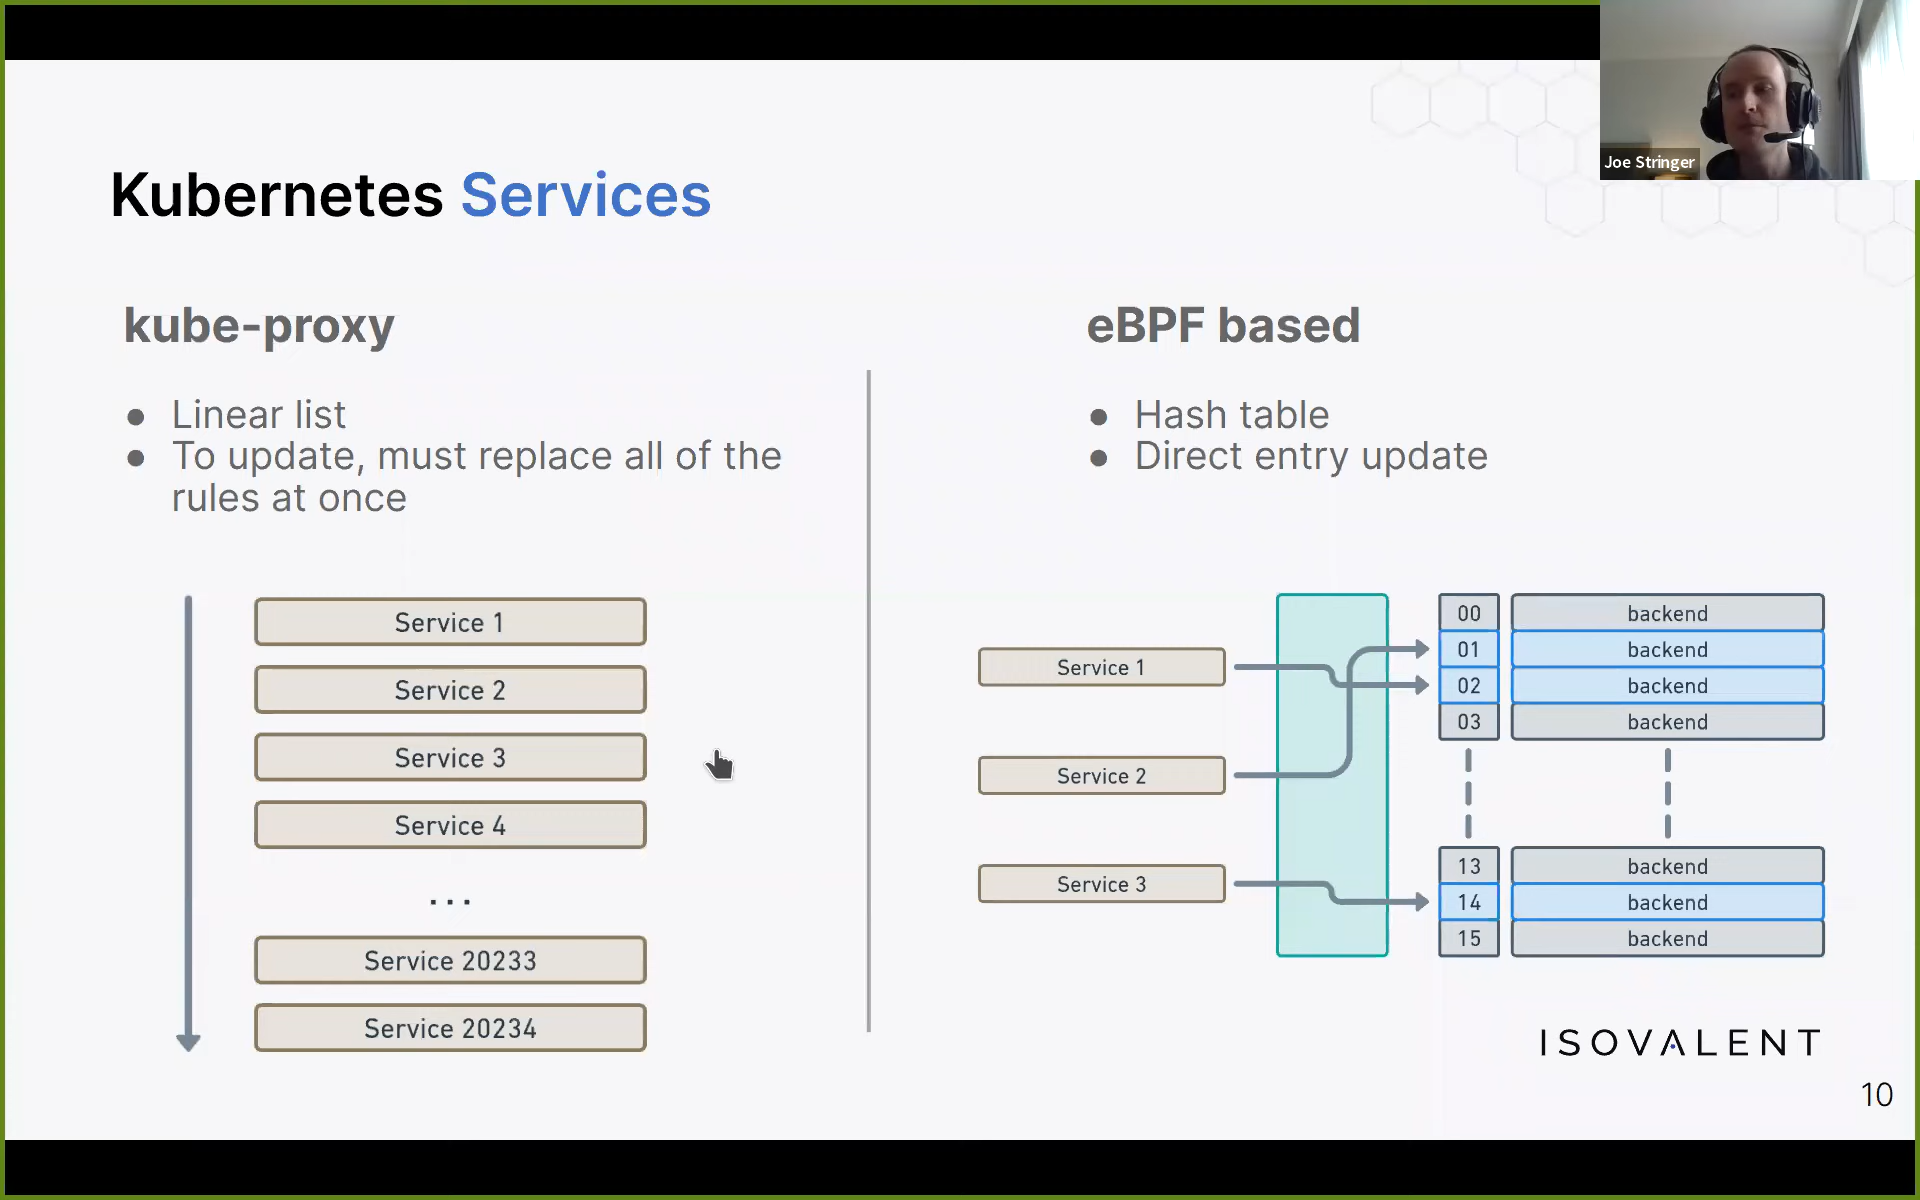 Joe Stringer
Kubernetes Services
kube-proxy
● Linear list
● To update, must replace all of the
rules at once
Service 1
Service 2
Service 3
Service 4
...
Service 20233
Service 20234
eBPF based
● Hash table
● Direct entry update
Service 1
Service 2
Service 3
00 backend
01 backend
02 backend
03 backend
13 backend
14 backend
15 backend
ISOVALENT
10